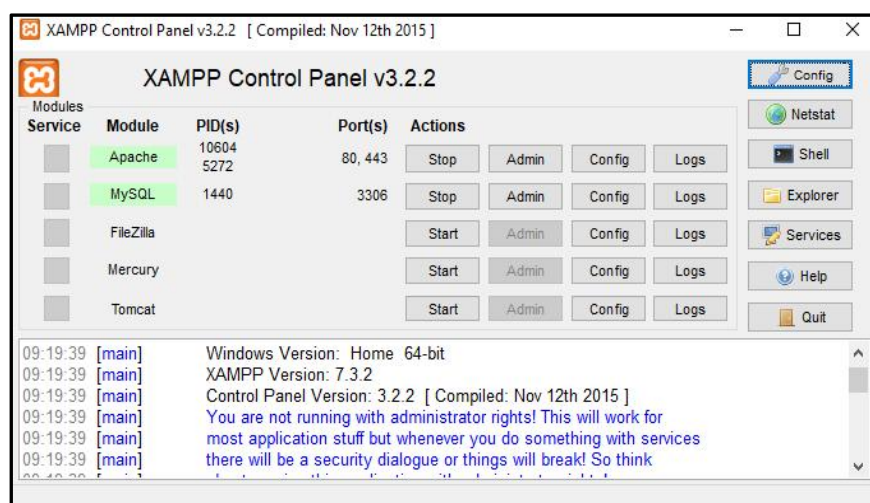 XAMPP Control Panel v3.2.2 [ Compiled: Nov 12th 2015 ]
XAMPP Control Panel v3.2.2
Config
Modules
Service Module PID(s) Port(s) Actions
Netstat
Apache 10604 5272 80, 443 Stop Admin Config Logs
Shell
MySQL 1440 3306 Stop Admin Config Logs
Explorer
FileZilla Start Admin Config Logs
Services
Mercury Start Admin Config Logs
Help
Tomcat Start Admin Config Logs
Quit
09:19:39 [main] Windows Version: Home 64-bit
09:19:39 [main] XAMPP Version: 7.3.2
09:19:39 [main] Control Panel Version: 3.2.2 [ Compiled: Nov 12th 2015 ]
09:19:39 [main] You are not running with administrator rights! This will work for
09:19:39 [main] most application stuff but whenever you do something with services
09:19:39 [main] there will be a security dialogue or things will break! So think